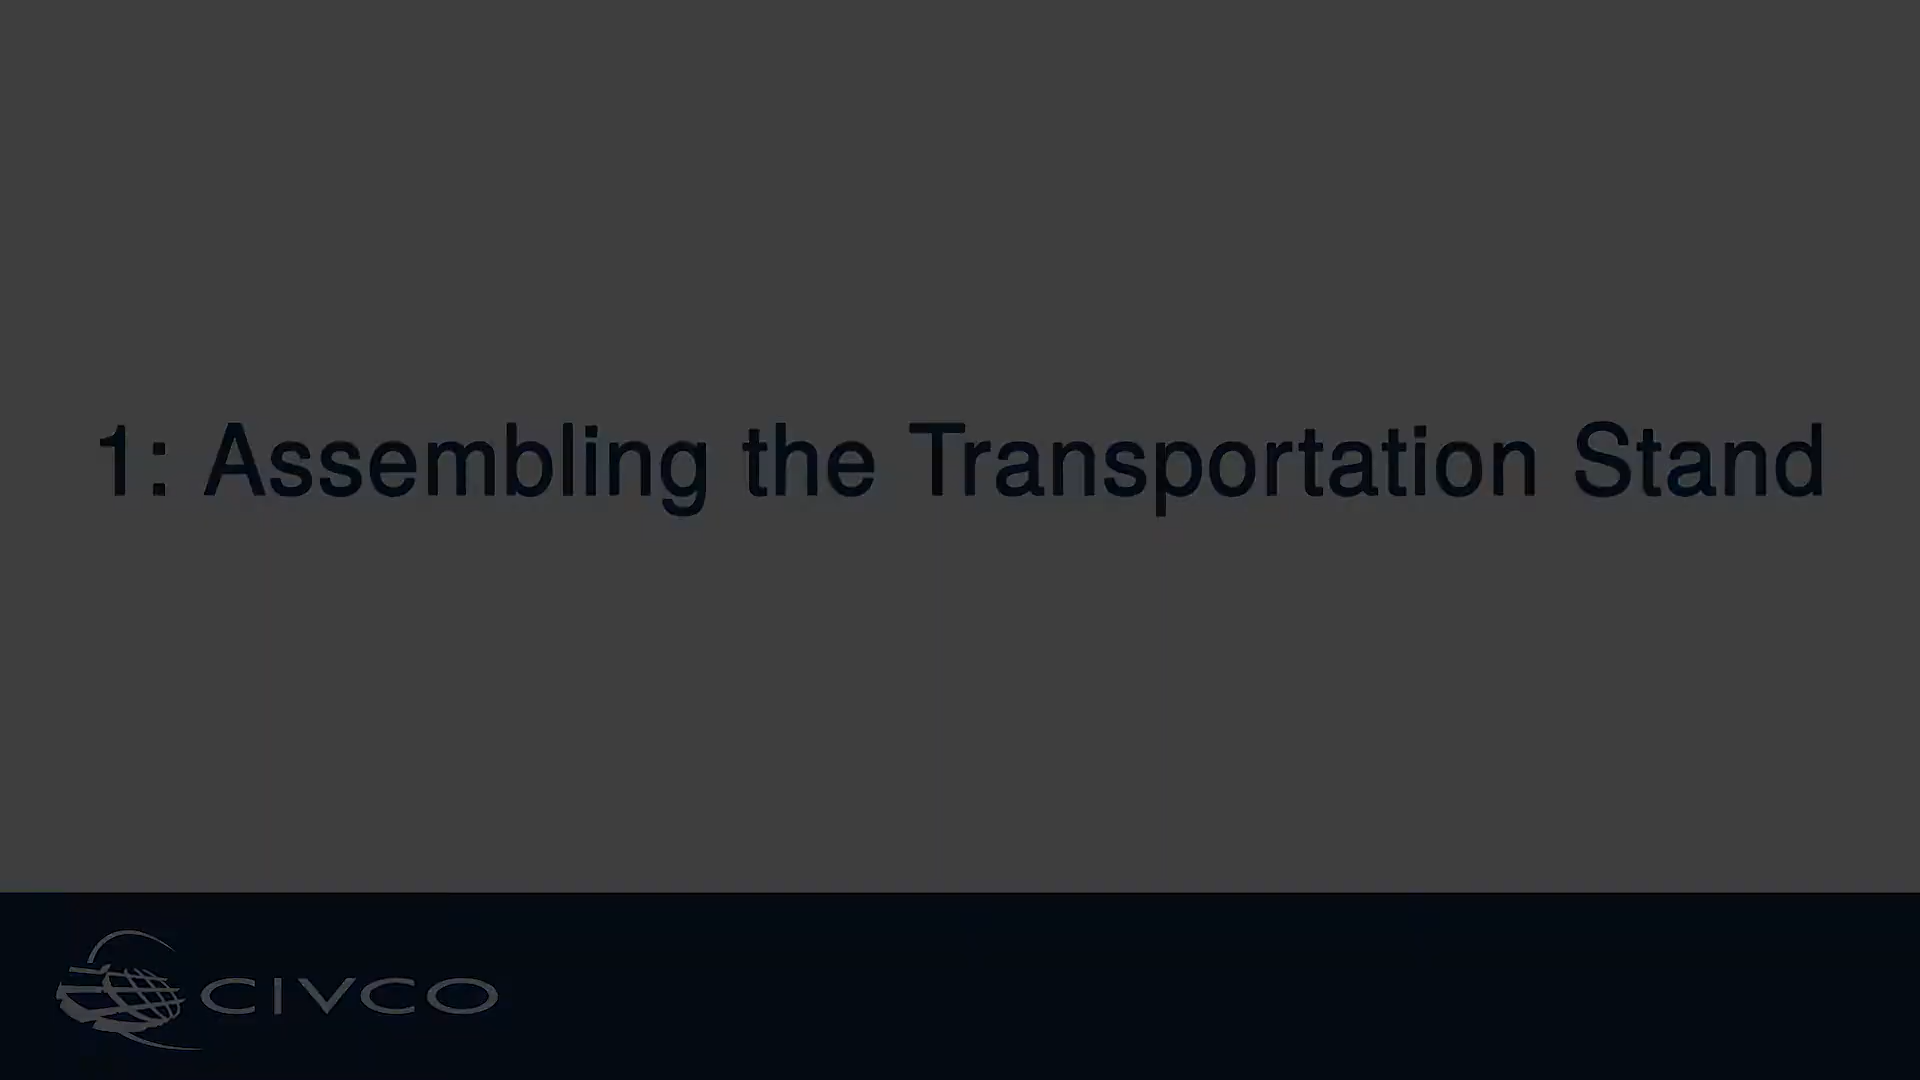 1: Assembling the Transportation Stand
CIVCO